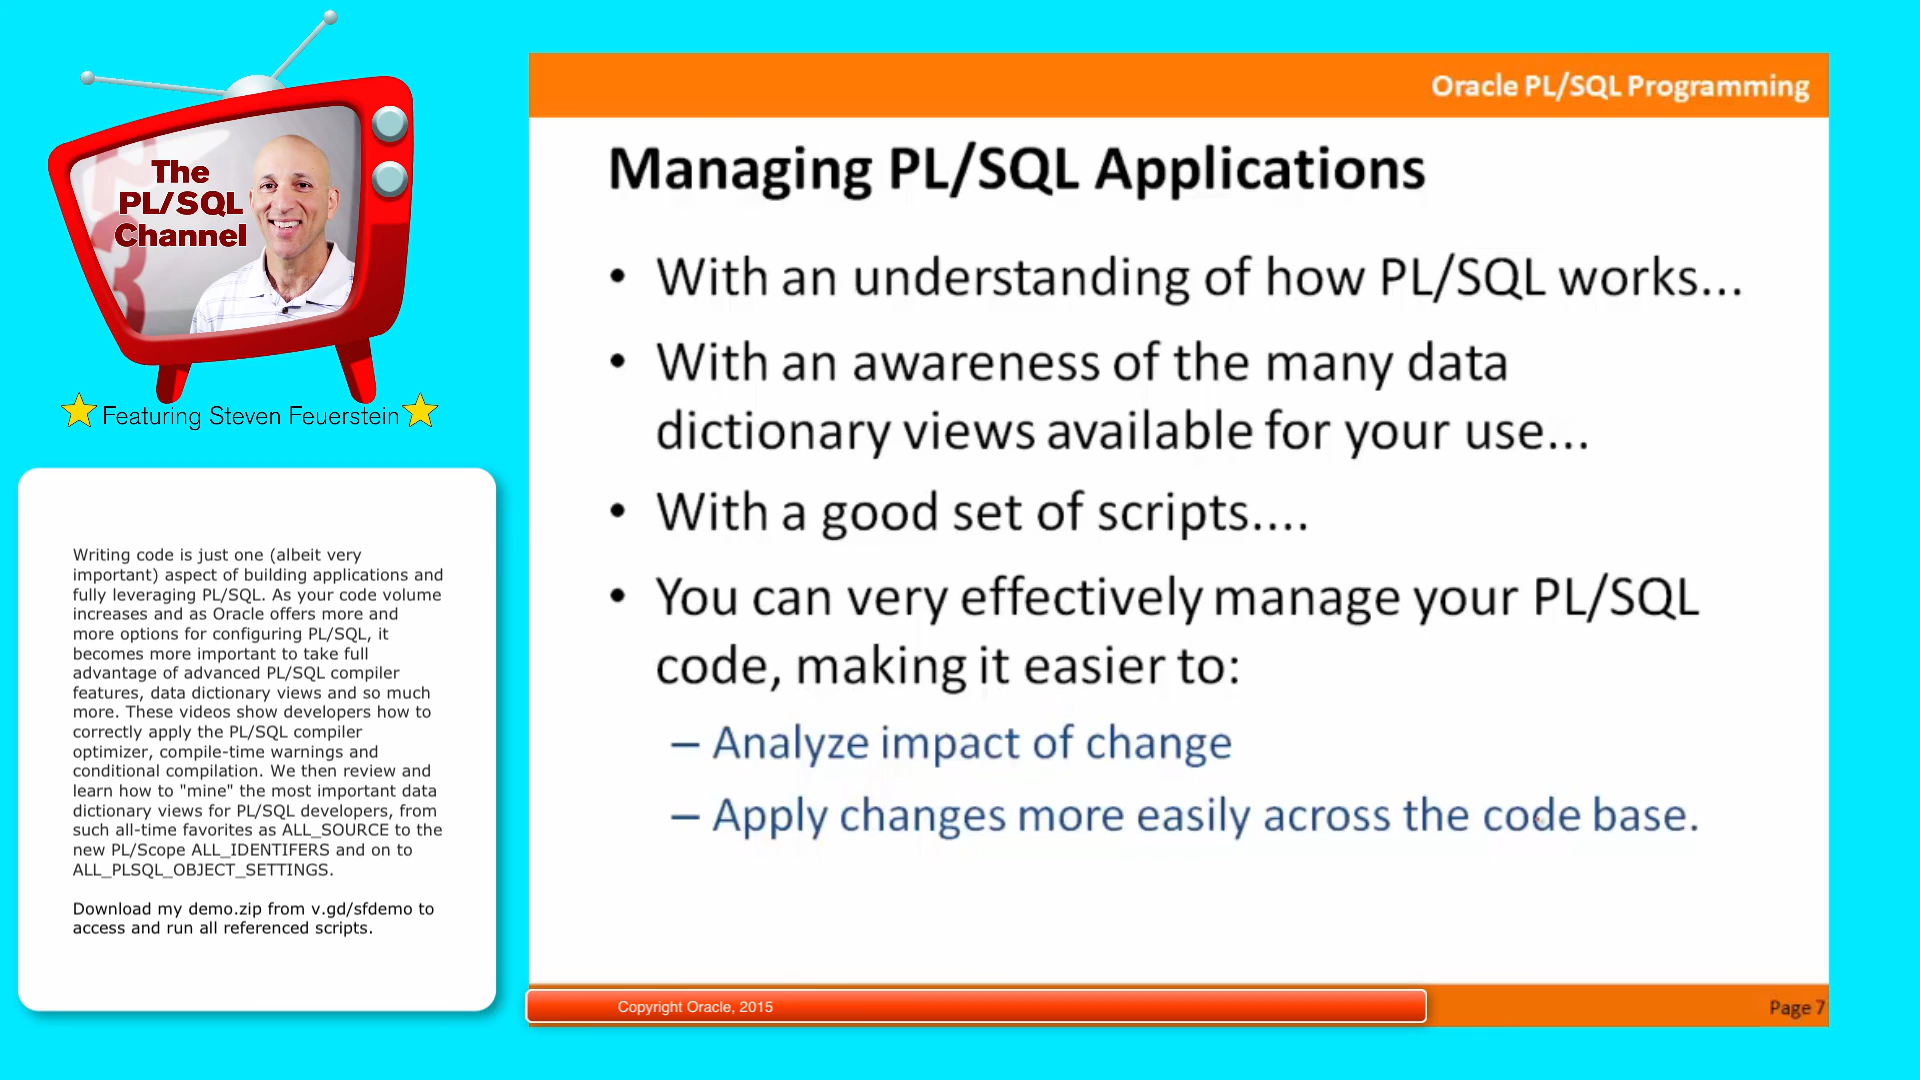 The
PL/SQL
Channel
Featuring Steven Feuerstein
Writing code is just one (albeit very
important) aspect of building applications and
fully leveraging PL/SQL. As your code volume
increases and as Oracle offers more and
more options for configuring PL/SQL, it
becomes more important to take full
advantage of advanced PL/SQL compiler
features, data dictionary views and so much
more. These videos show developers how to
correctly apply the PL/SQL compiler
optimizer, compile-time warnings and
conditional compilation. We then review and
learn how to "mine" the most important data
dictionary views for PL/SQL developers, from
such all-time favorites as ALL_SOURCE to the
new PL/Scope ALL_IDENTIFERS and on to
ALL_PLSQL_OBJECT_SETTINGS.
Download my demo.zip from v.gd/sfdemo to
access and run all referenced scripts.
Oracle PL/SQL Programming
Managing PL/SQL Applications
• With an understanding of how PL/SQL works...
• With an awareness of the many data
dictionary views available for your use...
• With a good set of scripts....
• You can very effectively manage your PL/SQL
code, making it easier to:
– Analyze impact of change
– Apply changes more easily across the code base.
Copyright Oracle, 2015
Page 7